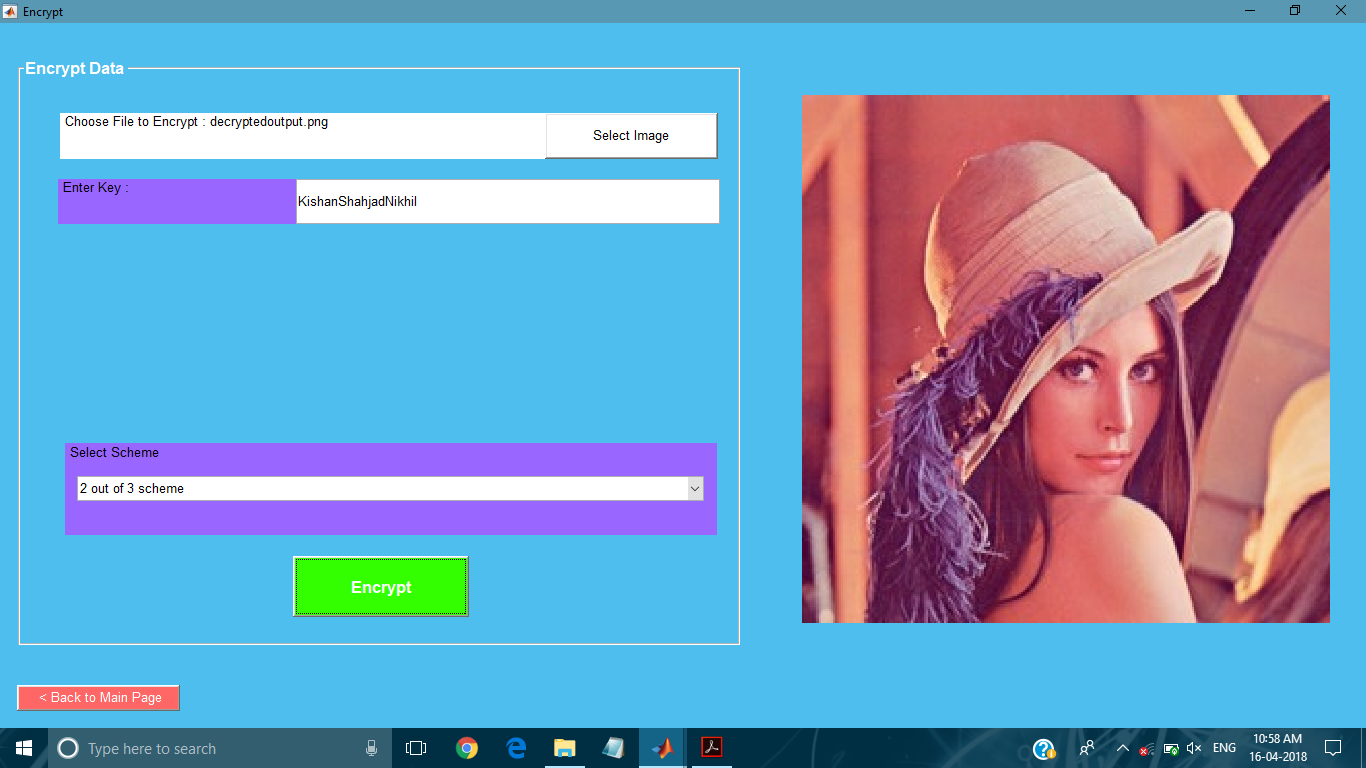 Encrypt
Encrypt Data
Choose File to Encrypt : decryptedoutput.png
Select Image
Enter Key :
KishanShahjadNikhil
Select Scheme
2 out of 3 scheme
Encrypt
< Back to Main Page
Type here to search
ENG
10:58 AM
16-04-2018